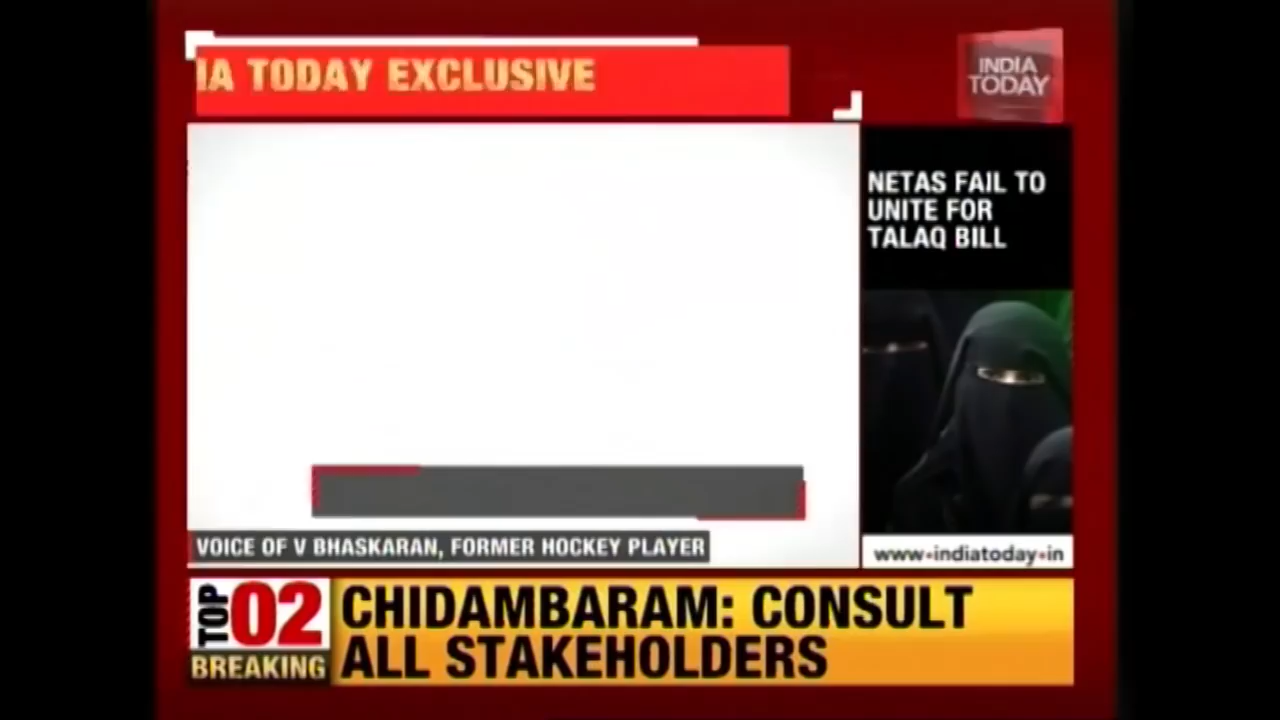 IA TODAY EXCLUSIVE
INDIA
TODAY
NETAS FAIL TO
UNITE FOR
TALAQ BILL
VOICE OF V BHASKARAN, FORMER HOCKEY PLAYER
www•indiatoday•in
TOP 02
BREAKING
CHIDAMBARAM: CONSULT
ALL STAKEHOLDERS